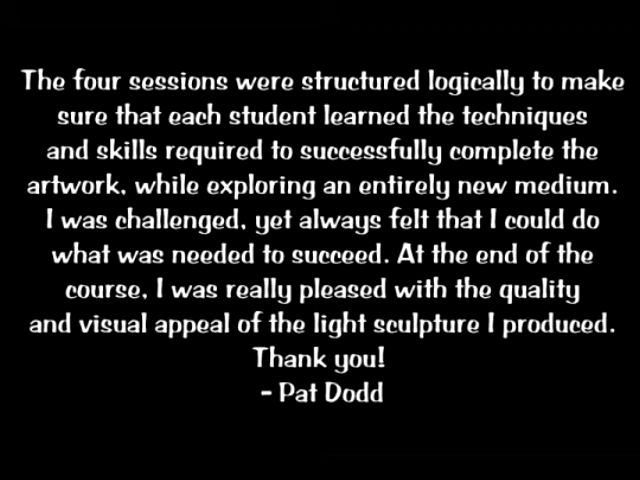 The four sessions were structured logically to make
sure that each student learned the techniques
and skills required to successfully complete the
artwork, while exploring an entirely new medium.
I was challenged, yet always felt that I could do
what was needed to succeed. At the end of the
course, I was really pleased with the quality
and visual appeal of the light sculpture I produced.
Thank you!
- Pat Dodd